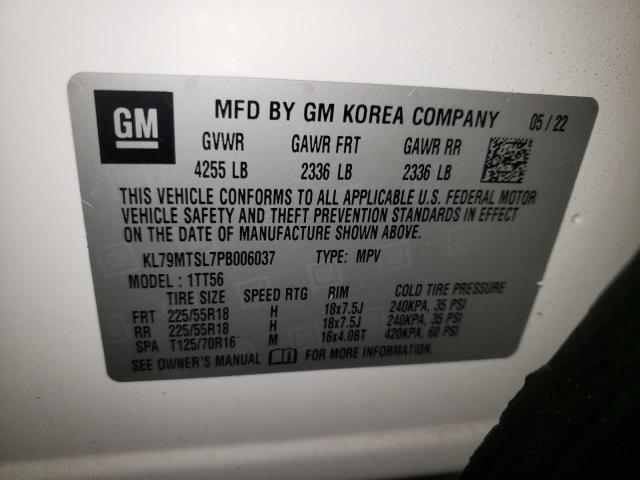 GM
MFD BY GM KOREA COMPANY 05/22
GVWR GAWR FRT GAWR RR
4255 LB 2336 LB 2336 LB
THIS VEHICLE CONFORMS TO ALL APPLICABLE U.S. FEDERAL MOTOR
VEHICLE SAFETY AND THEFT PREVENTION STANDARDS IN EFFECT
ON THE DATE OF MANUFACTURE SHOWN ABOVE.
KL79MTSL7PB006037 TYPE: MPV
MODEL: 1TT56
TIRE SIZE SPEED RTG RIM COLD TIRE PRESSURE
FRT 225/55R18 H 18x7.5J 240KPA, 35 PSI
RR 225/55R18 H 18x7.5J 240KPA, 35 PSI
SPA T125/70R16 M 16x4.0BT 420KPA, 60 PSI
SEE OWNER'S MANUAL FOR MORE INFORMATION